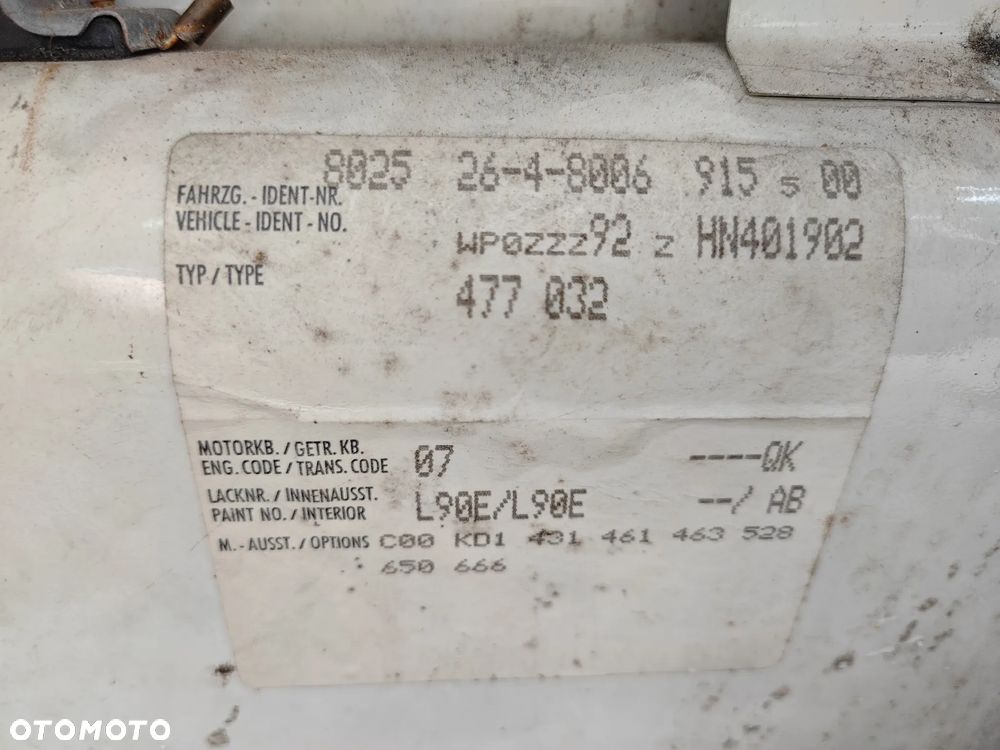 8025 26-4-8006 915 S 00
FAHRZG. - IDENT-NR.
VEHICLE - IDENT - NO. WP0ZZZ92 Z HN401902
TYP / TYPE 477 032
MOTORKB. / GETR. KB.
ENG. CODE / TRANS. CODE 07 ----QK
LACKNR. / INNENAUSST.
PAINT NO. / INTERIOR L90E/L90E --/ AB
M. - AUSST. / OPTIONS C00 KD1 431 461 463 528
650 666
OTOMOTO